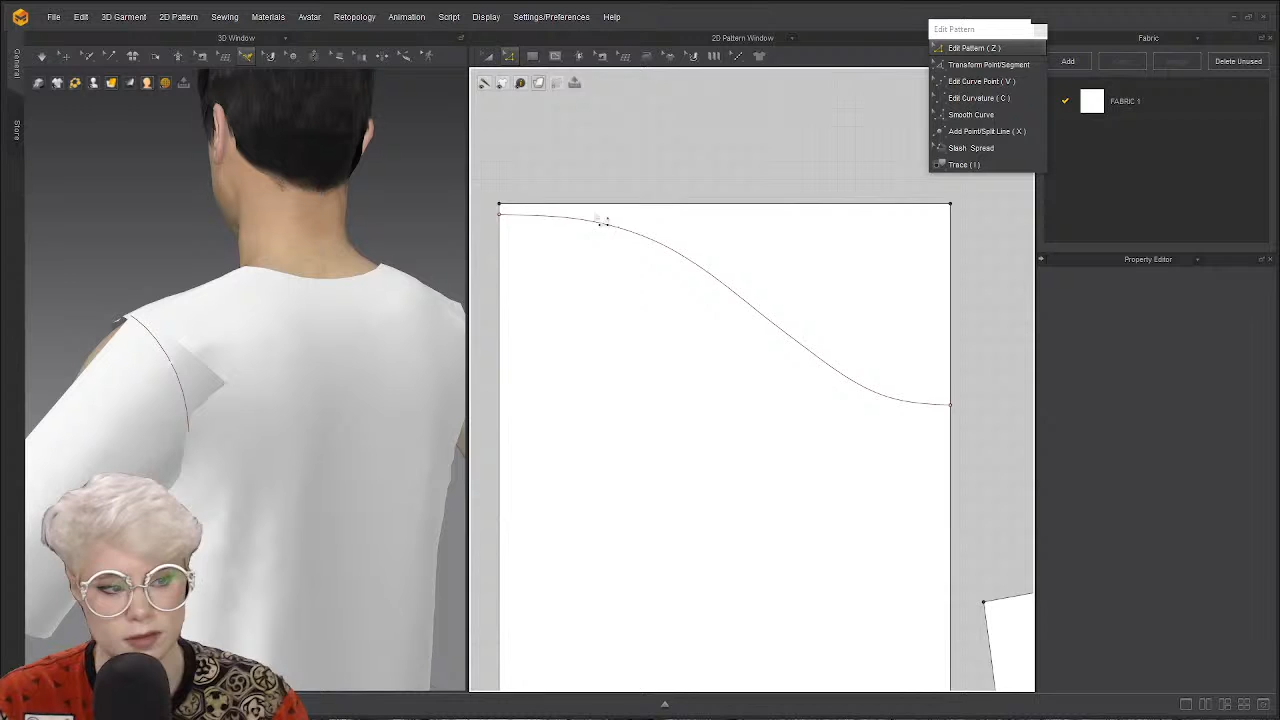 File Edit 3D Garment 2D Pattern Sewing Materials Avatar Retopology Animation Script Display Settings/Preferences Help
3D Window
2D Pattern Window
Fabric
Edit Pattern
Edit Pattern ( Z )
Transform Point/Segment
Edit Curve Point ( V )
Edit Curvature ( C )
Smooth Curve
Add Point/Split Line ( X )
Slash Spread
Trace ( I )
Add
Delete Unused
FABRIC 1
Property Editor
Store